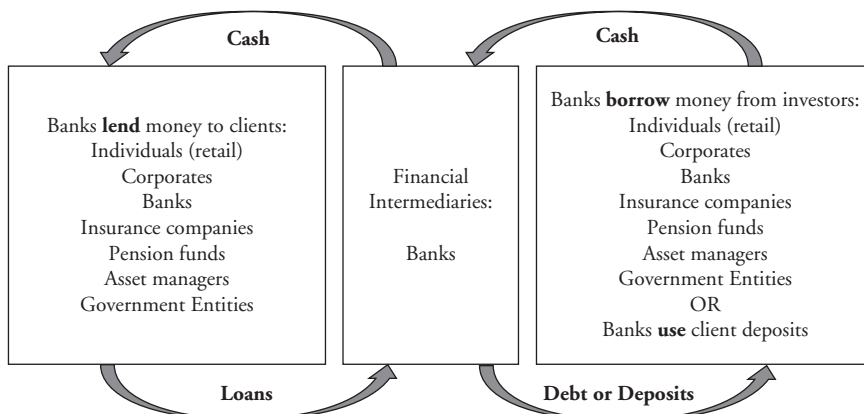 Cash
Cash
Banks lend money to clients:
Individuals (retail)
Corporates
Banks
Insurance companies
Pension funds
Asset managers
Government Entities
Financial
Intermediaries:
Banks
Banks borrow money from investors:
Individuals (retail)
Corporates
Banks
Insurance companies
Pension funds
Asset managers
Government Entities
OR
Banks use client deposits
Loans
Debt or Deposits